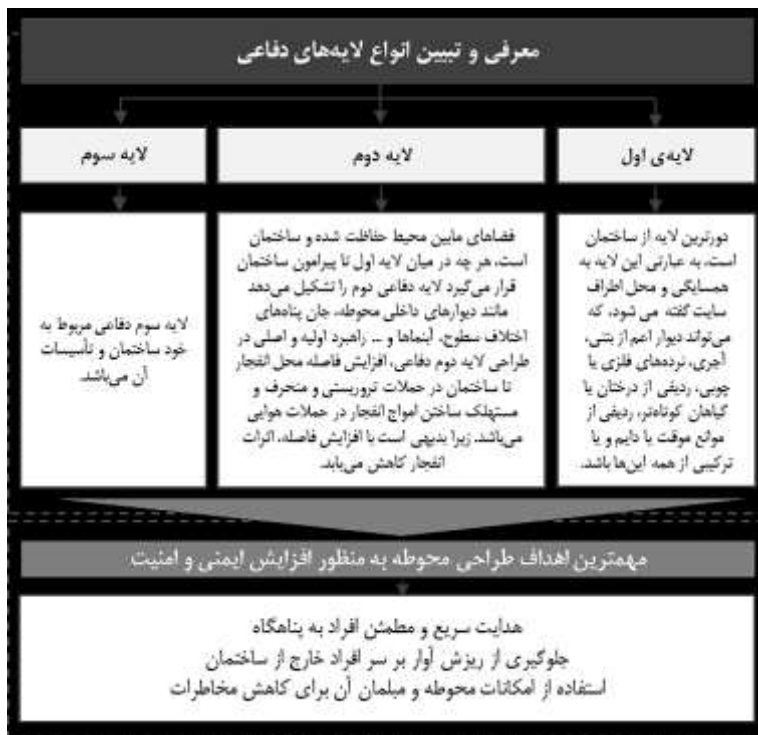 معرفی و تبیین انواع لایه‌های دفاعی
لایه‌ی اول
دورترین لایه از ساختمان
است، به عبارتی این لایه به
همسایگی و محل اطراف
سایت گفته می شود، که
می‌تواند دیوار اعم از بتنی،
آجری، نرده‌های فلزی یا
چوبی، ردیفی از درختان یا
گیاهان کوتاه‌تر، ردیفی از
موانع موقت یا دایم و یا
ترکیبی از همه این‌ها باشد.
لایه دوم
فضاهای مابین محیط حفاظت شده و ساختمان
است، هر چه در میان لایه اول تا پیرامون ساختمان
قرار می‌گیرد لایه دفاعی دوم را تشکیل می‌دهد
مانند دیوارهای داخلی محوطه، جان پناه‌های
اختلاف سطوح، آبنماها و ... راهبرد اولیه و اصلی در
طراحی لایه دوم دفاعی، افزایش فاصله محل انفجار
تا ساختمان در حملات تروریستی و منحرف و
مستهلک ساختن امواج انفجار در حملات هوایی
می‌باشد. زیرا بدیهی است با افزایش فاصله، اثرات
انفجار کاهش می‌یابد.
لایه سوم
لایه سوم دفاعی مربوط به
خود ساختمان و تأسیسات
آن می‌باشد.
مهمترین اهداف طراحی محوطه به منظور افزایش ایمنی و امنیت
هدایت سریع و مطمئن افراد به پناهگاه
جلوگیری از ریزش آوار بر سر افراد خارج از ساختمان
استفاده از امکانات محوطه و مبلمان آن برای کاهش مخاطرات